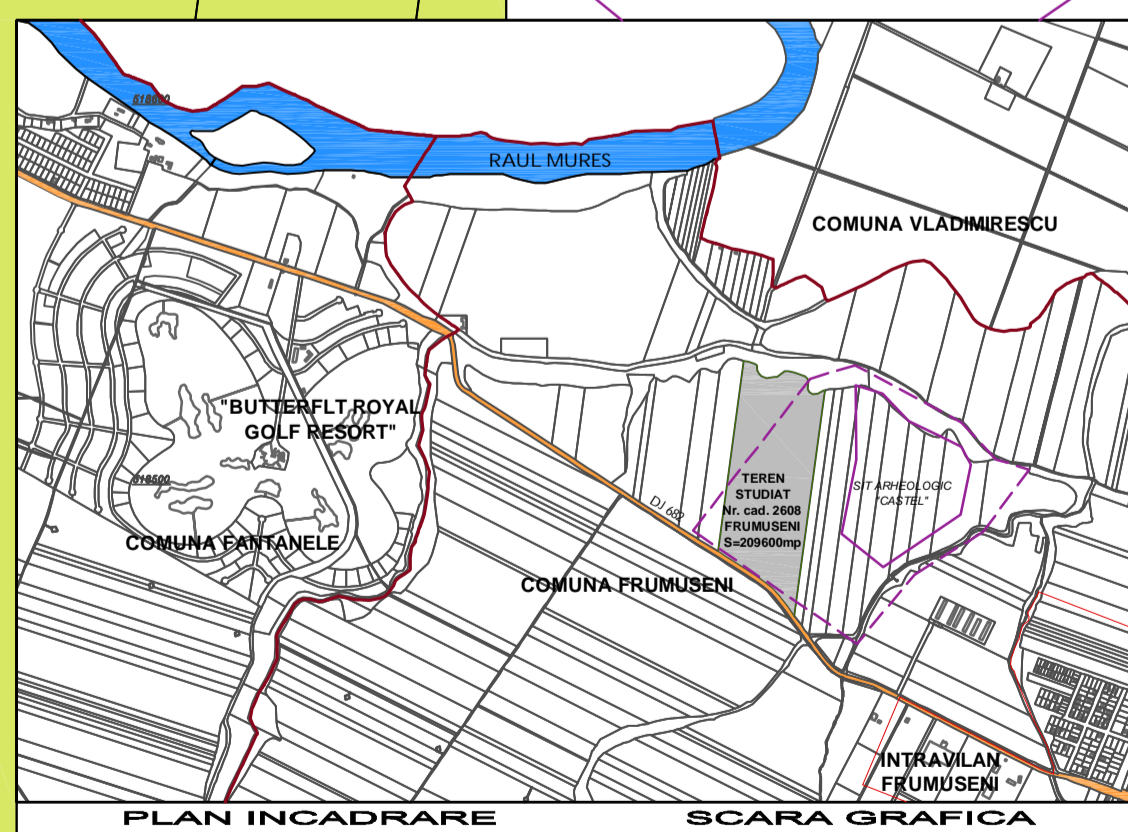 518600
RAUL MURES
COMUNA VLADIMIRESCU
"BUTTERFLT ROYAL
GOLF RESORT"
518500
COMUNA FANTANELE
DJ 682
TEREN
STUDIAT
Nr. cad. 2608
FRUMUSENI
S=209600mp
SIT ARHEOLOGIC
"CASTEL"
COMUNA FRUMUSENI
INTRAVILAN
FRUMUSENI
PLAN INCADRARE
SCARA GRAFICA